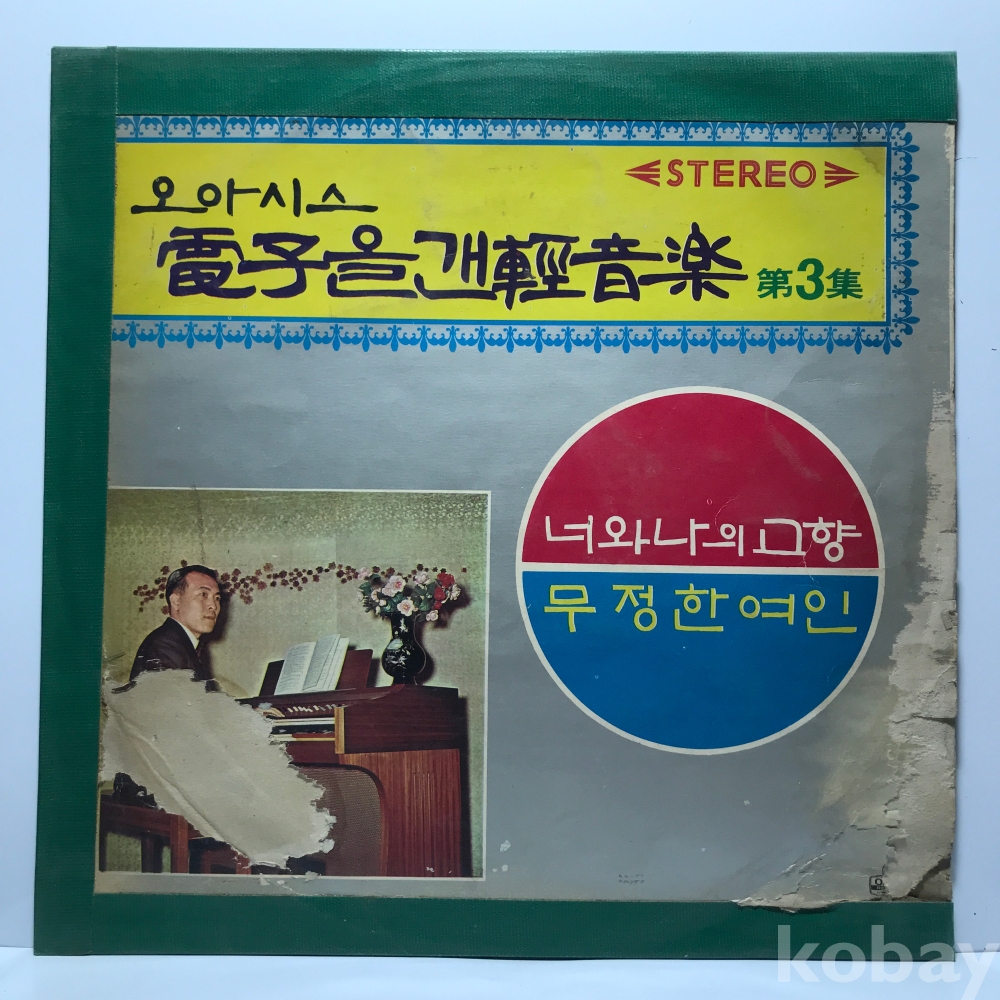 STEREO
오아시스
電子올갠輕音楽 第3集
너와나의고향
무정한여인
kobay